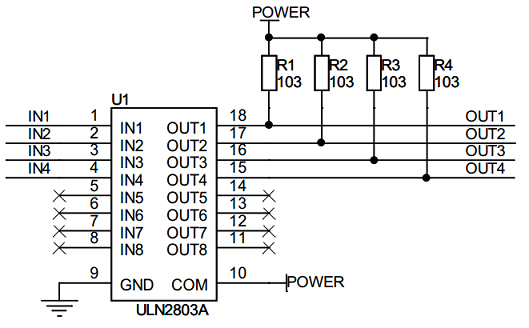 POWER
R1 R2 R3 R4
103 103 103 103
U1
IN1 1 IN1 OUT1 18 OUT1
IN2 2 IN2 OUT2 17 OUT2
IN3 3 IN3 OUT3 16 OUT3
IN4 4 IN4 OUT4 15 OUT4
5 IN5 OUT5 14
6 IN6 OUT6 13
7 IN7 OUT7 12
8 IN8 OUT8 11
9 GND COM 10 POWER
ULN2803A